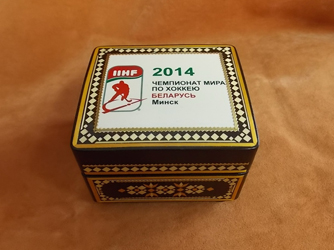 IIHF
2014
ЧЕМПИОНАТ МИРА
ПО ХОККЕЮ
БЕЛАРУСЬ
Минск